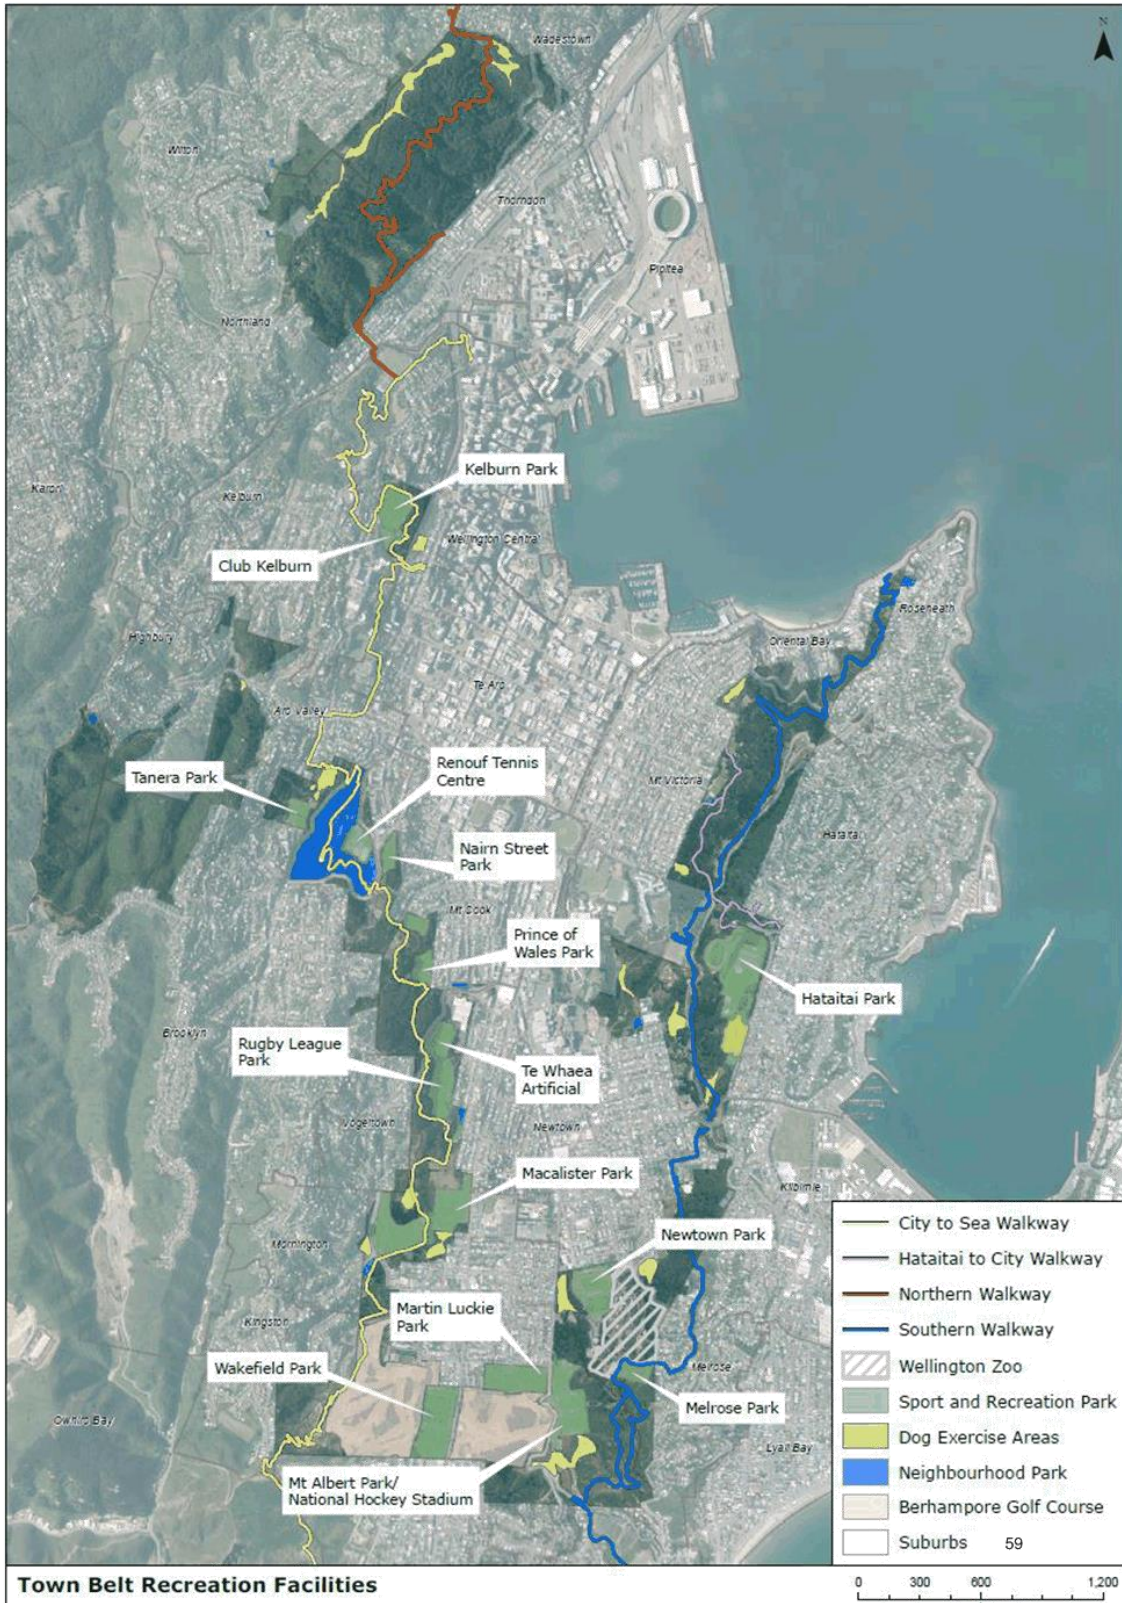 N
Wadestown
Wilton
Thorndon
Pipitea
Northland
Kelburn Park
Karori
Kelburn
Wellington Central
Club Kelburn
Roseneath
Highbury
Oriental Bay
Te Aro
Aro Valley
Renouf Tennis
Centre
Tanera Park
Mt Victoria
Hataitai
Nairn Street
Park
Mt Cook
Prince of
Wales Park
Hataitai Park
Brooklyn
Rugby League
Park
Te Whaea
Artificial
Vogeltown
Newtown
Macalister Park
Kilbirnie
Newtown Park
Mornington
Martin Luckie
Park
Kingston
Wakefield Park
Melrose
Melrose Park
Owhiro Bay
Lyall Bay
Mt Albert Park/
National Hockey Stadium
City to Sea Walkway
Hataitai to City Walkway
Northern Walkway
Southern Walkway
Wellington Zoo
Sport and Recreation Park
Dog Exercise Areas
Neighbourhood Park
Berhampore Golf Course
Suburbs 59
Town Belt Recreation Facilities
0 300 600 1,200